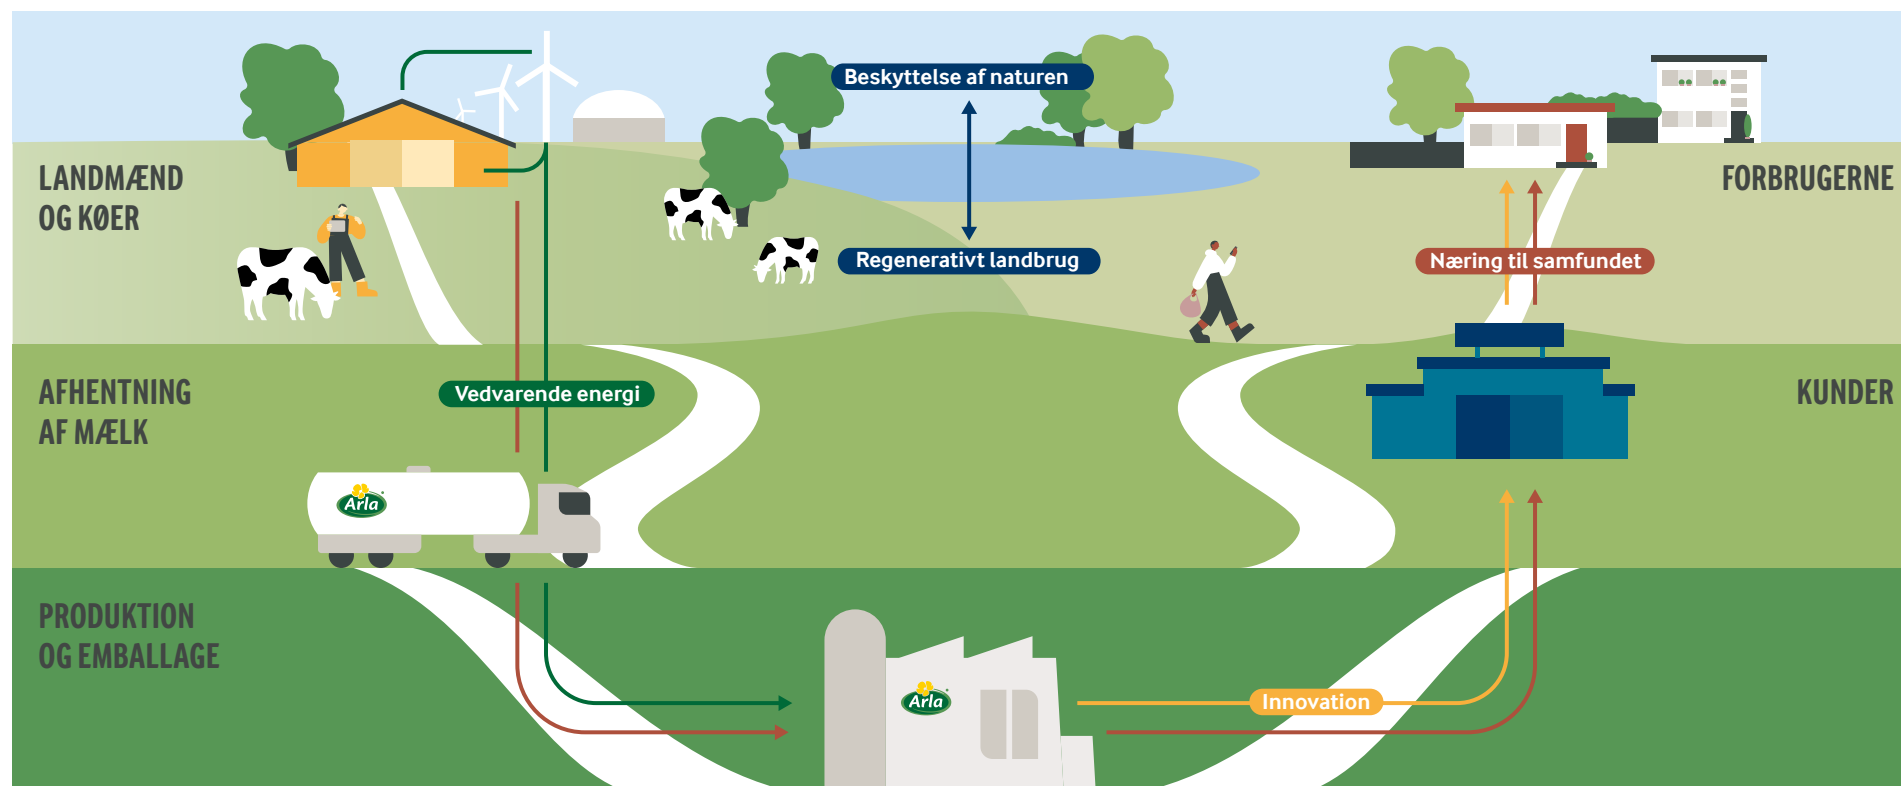 Beskyttelse af naturen
LANDMÆND
OG KØER
FORBRUGERNE
Regenerativt landbrug
Næring til samfundet
AFHENTNING
AF MÆLK
Vedvarende energi
KUNDER
Arla
PRODUKTION
OG EMBALLAGE
Arla
Innovation